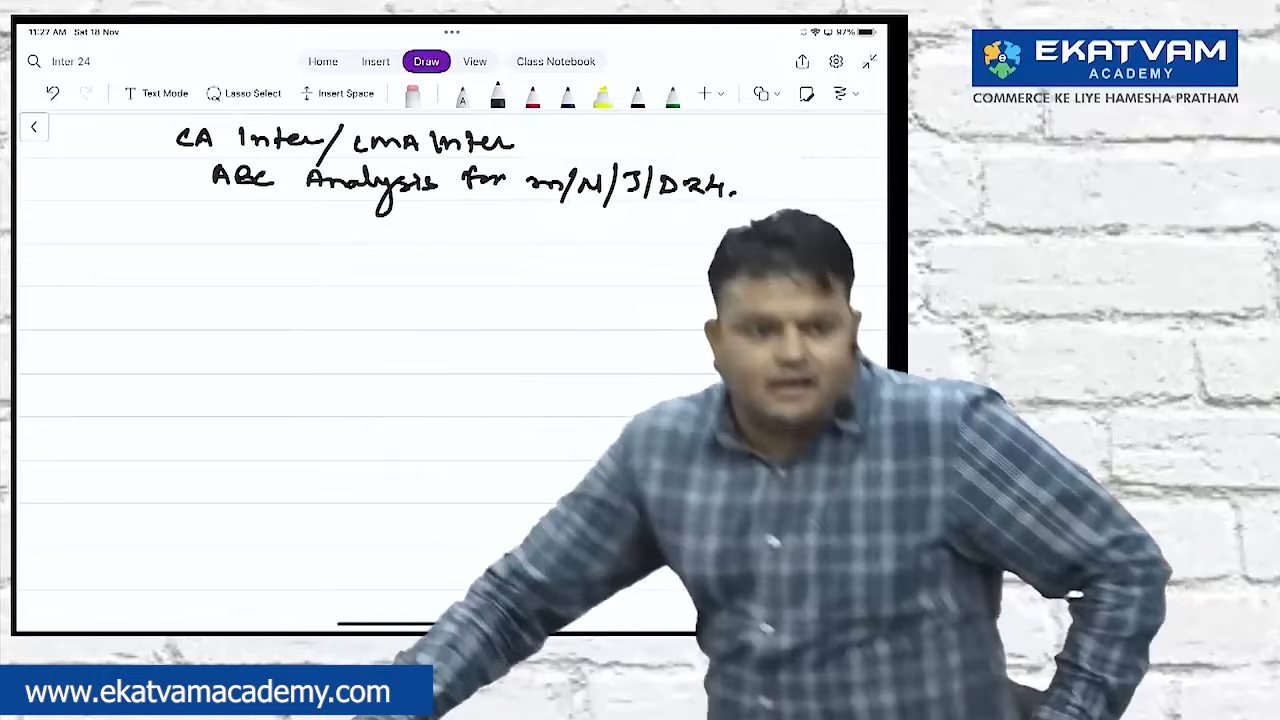 11:27 AM Sat 18 Nov
97%
Inter 24
Home Insert Draw View Class Notebook
Text Mode Lasso Select Insert Space
CA Inter/CMA Inter
ABC Analysis for m/N/J/D24.
EKATVAM
ACADEMY
COMMERCE KE LIYE HAMESHA PRATHAM
www.ekatvamacademy.com